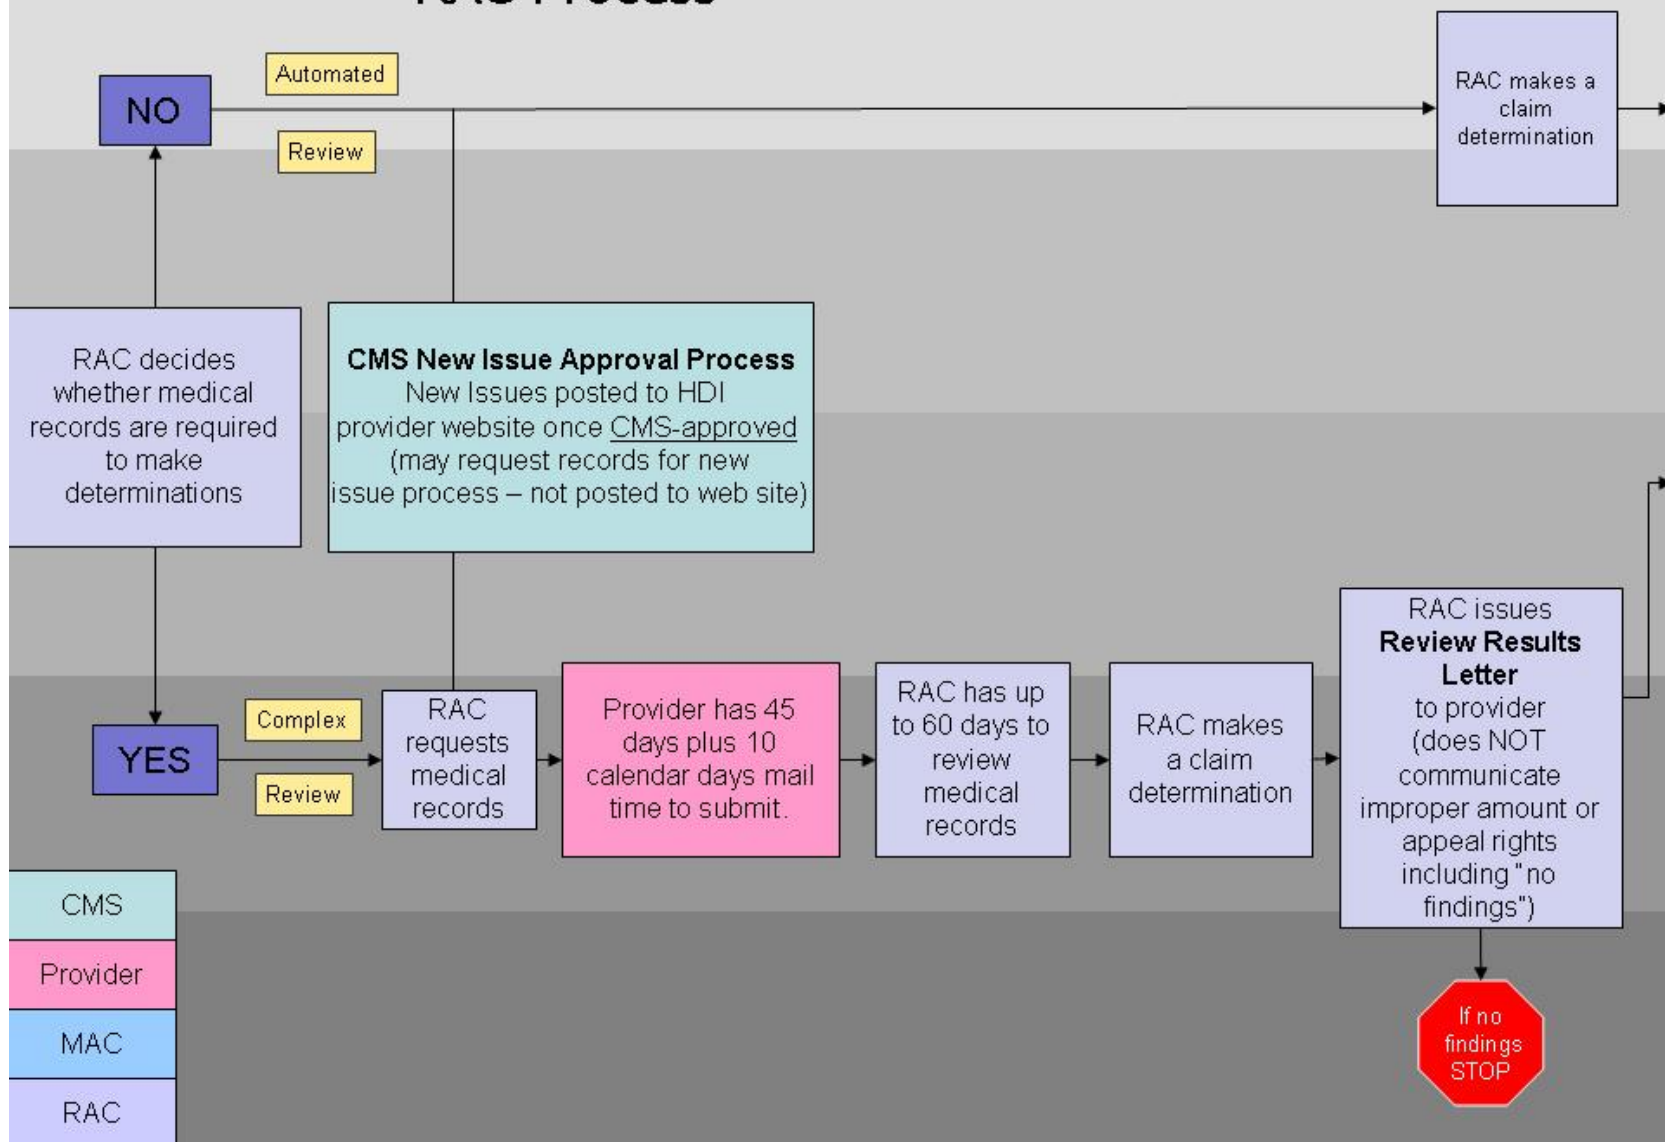 RAC Process
Automated
NO
Review
RAC makes a
claim
determination
RAC decides
whether medical
records are required
to make
determinations
CMS New Issue Approval Process
New Issues posted to HDI
provider website once CMS-approved
(may request records for new
issue process – not posted to web site)
YES
Complex
Review
RAC
requests
medical
records
Provider has 45
days plus 10
calendar days mail
time to submit.
RAC has up
to 60 days to
review
medical
records
RAC makes
a claim
determination
RAC issues
Review Results
Letter
to provider
(does NOT
communicate
improper amount or
appeal rights
including "no
findings")
If no
findings
STOP
CMS
Provider
MAC
RAC